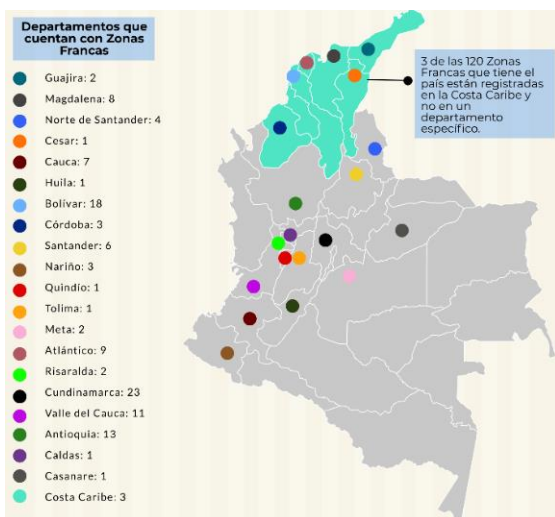 Departamentos que
cuentan con Zonas
Francas
Guajira: 2
Magdalena: 8
Norte de Santander: 4
Cesar: 1
Cauca: 7
Huila: 1
Bolívar: 18
Córdoba: 3
Santander: 6
Nariño: 3
Quindío: 1
Tolima: 1
Meta: 2
Atlántico: 9
Risaralda: 2
Cundinamarca: 23
Valle del Cauca: 11
Antioquia: 13
Caldas: 1
Casanare: 1
Costa Caribe: 3
3 de las 120 Zonas
Francas que tiene el
país están registradas
en la Costa Caribe y
no en un
departamento
específico.